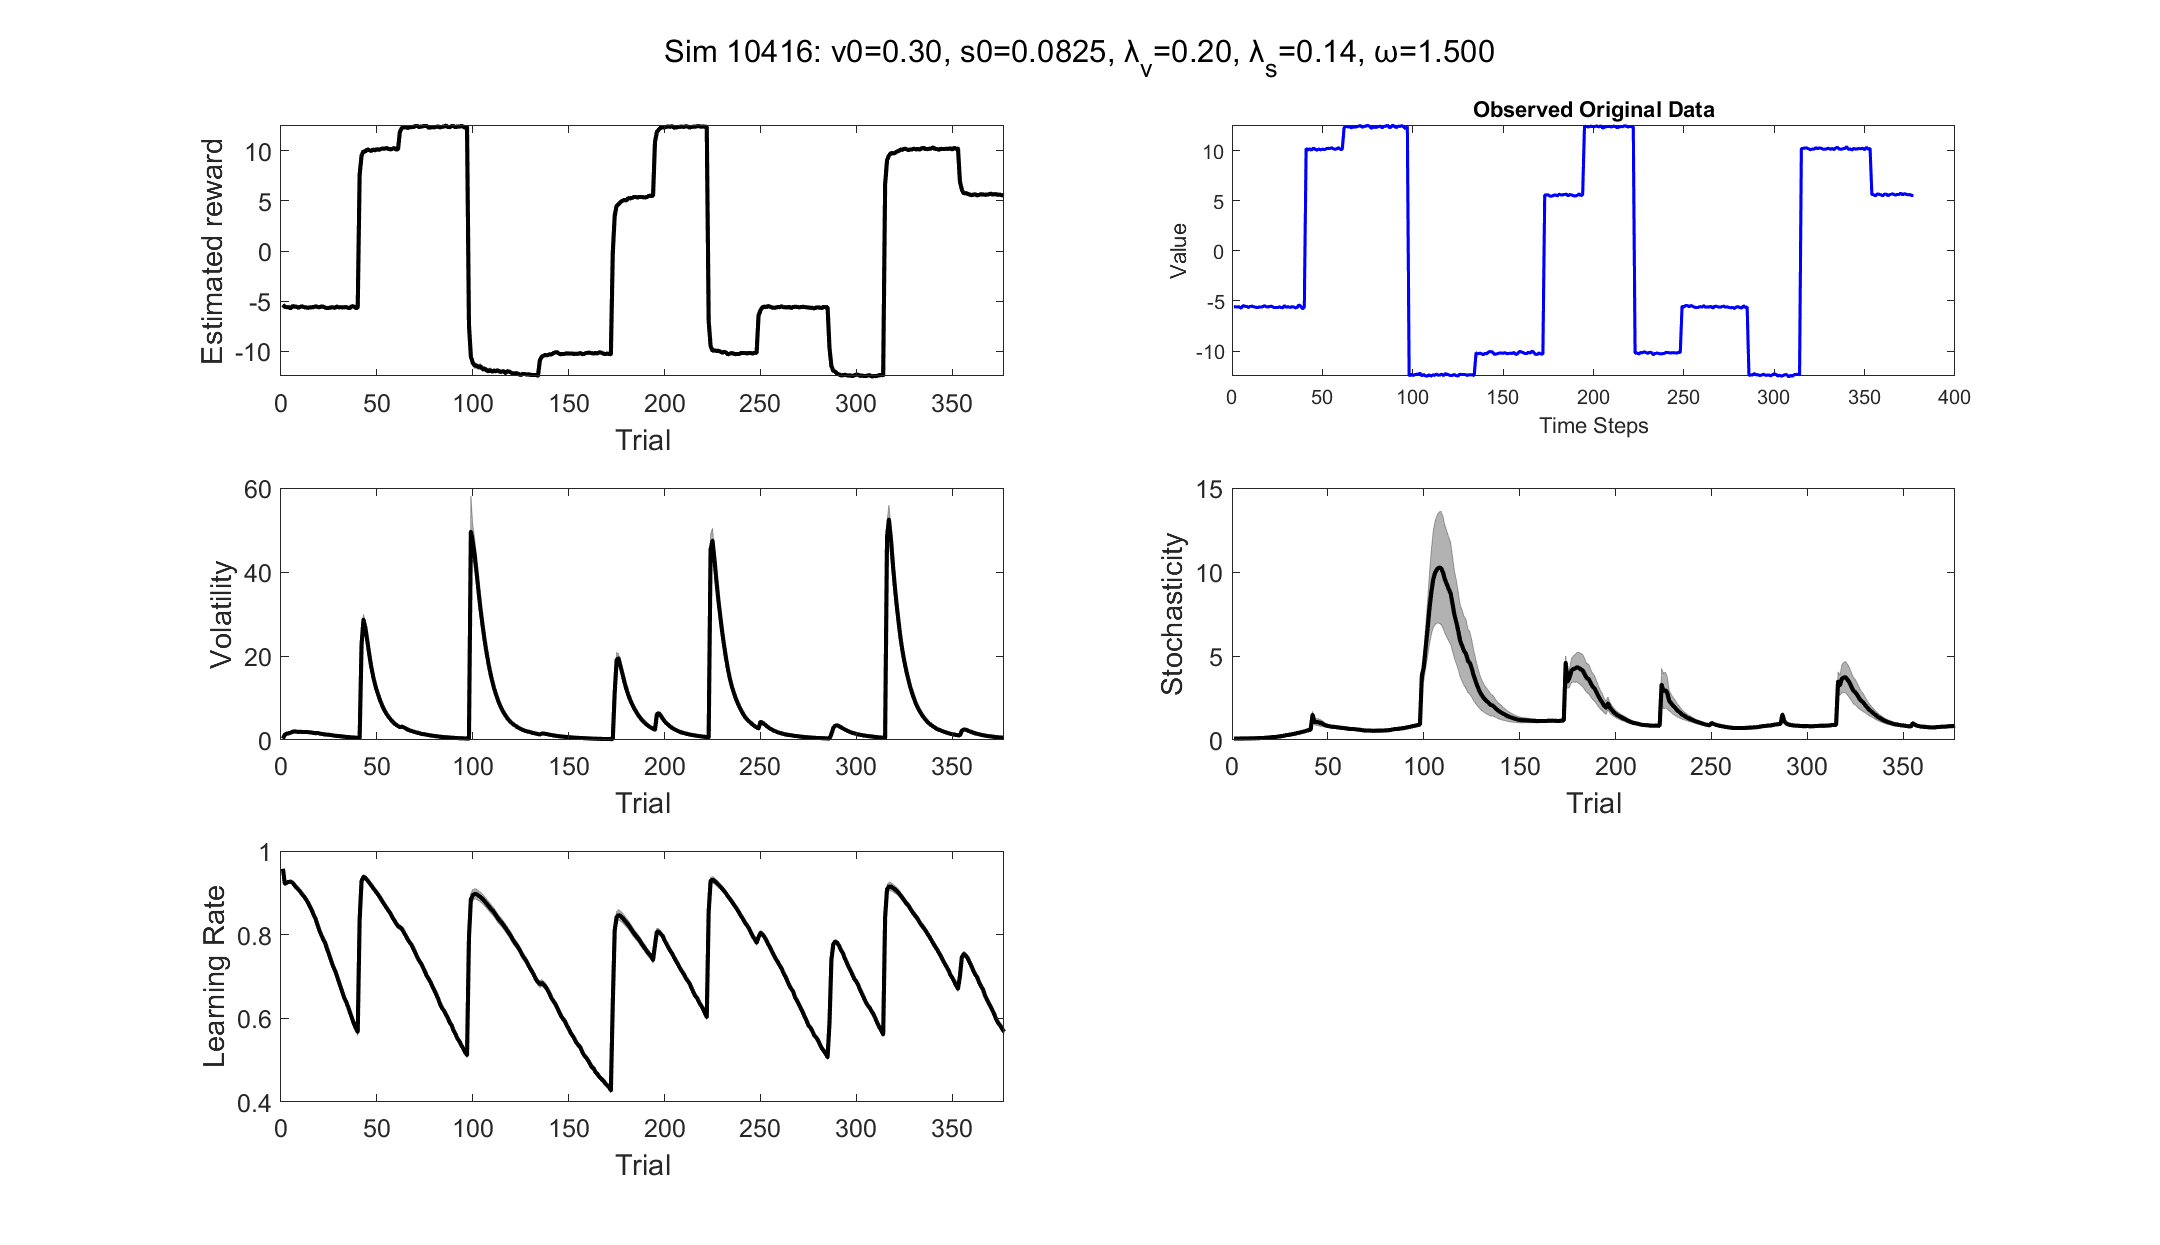 Sim 10416: v0=0.30, s0=0.0825, λ_v=0.20, λ_s=0.14, ω=1.500
Estimated reward
10
5
0
-5
-10
0 50 100 150 200 250 300 350
Trial
Observed Original Data
Value
10
5
0
-5
-10
0 50 100 150 200 250 300 350 400
Time Steps
Volatility
60
40
20
0
0 50 100 150 200 250 300 350
Trial
Stochasticity
15
10
5
0
0 50 100 150 200 250 300 350
Trial
Learning Rate
1
0.8
0.6
0.4
0 50 100 150 200 250 300 350
Trial